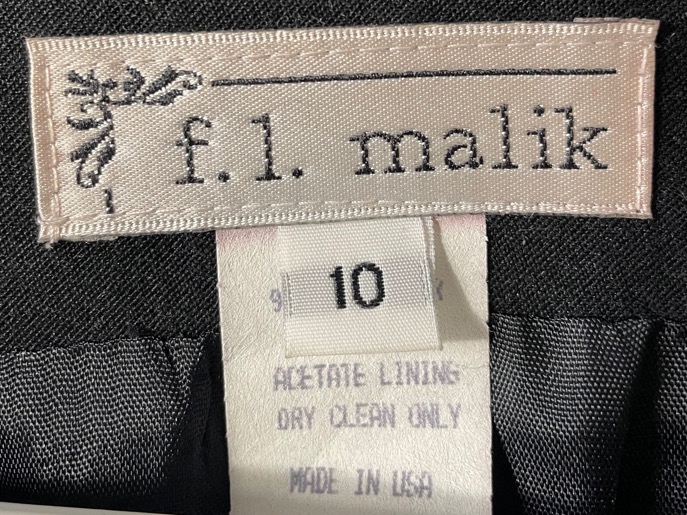 f.l. malik
10
ACETATE LINING
DRY CLEAN ONLY
MADE IN USA